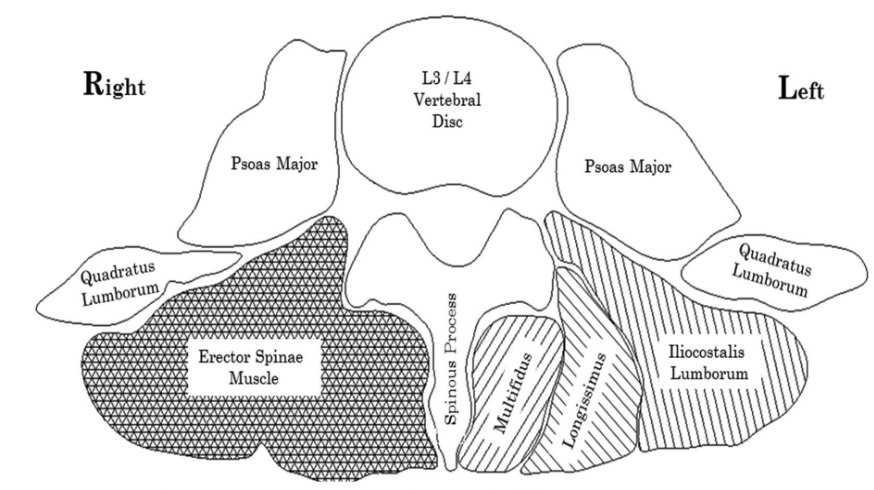 Right
L3 / L4
Vertebral
Disc
Left
Psoas Major
Psoas Major
Quadratus
Lumborum
Quadratus
Lumborum
Erector Spinae
Muscle
Spinous Process
Multifidus
Longissimus
Iliocostalis
Lumborum